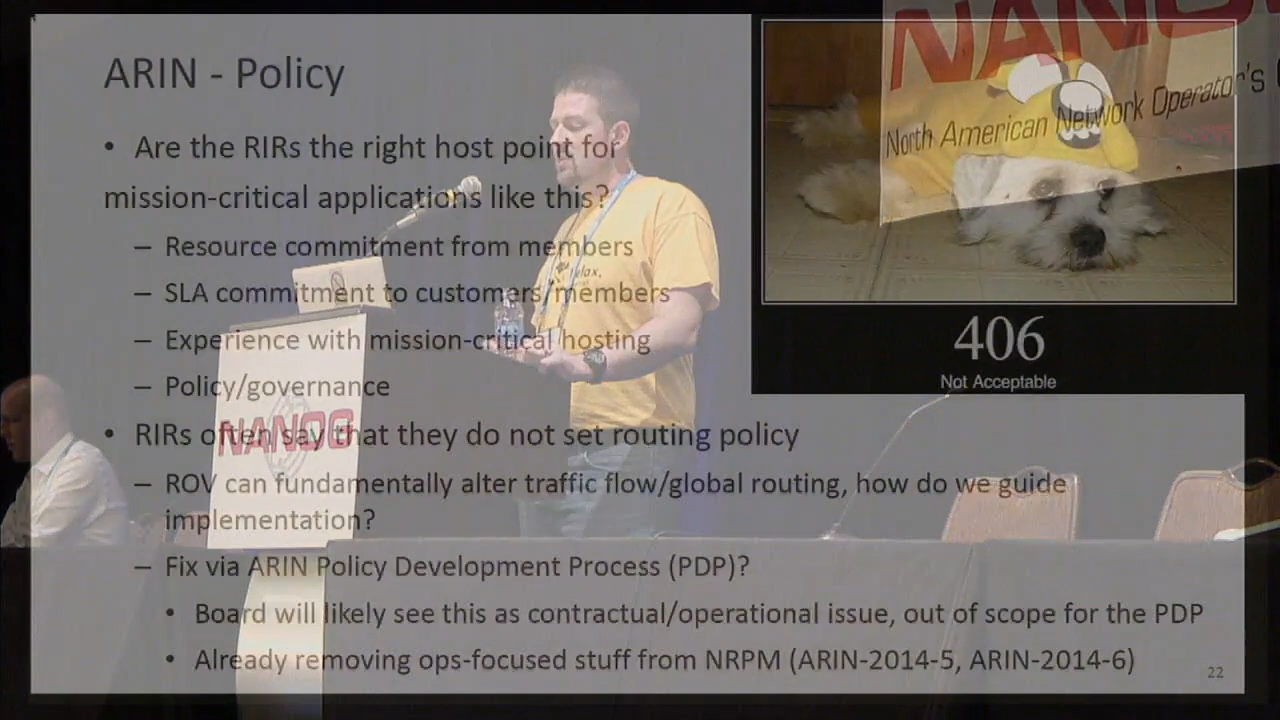 ARIN - Policy
• Are the RIRs the right host point for
mission-critical applications like this?
– Resource commitment from members
– SLA commitment to customers/members
– Experience with mission-critical hosting
– Policy/governance
• RIRs often say that they do not set routing policy
– ROV can fundamentally alter traffic flow/global routing, how do we guide
implementation?
– Fix via ARIN Policy Development Process (PDP)?
• Board will likely see this as contractual/operational issue, out of scope for the PDP
• Already removing ops-focused stuff from NRPM (ARIN-2014-5, ARIN-2014-6)
22
NANOG
North American Network Operator's
406
Not Acceptable
NANOG